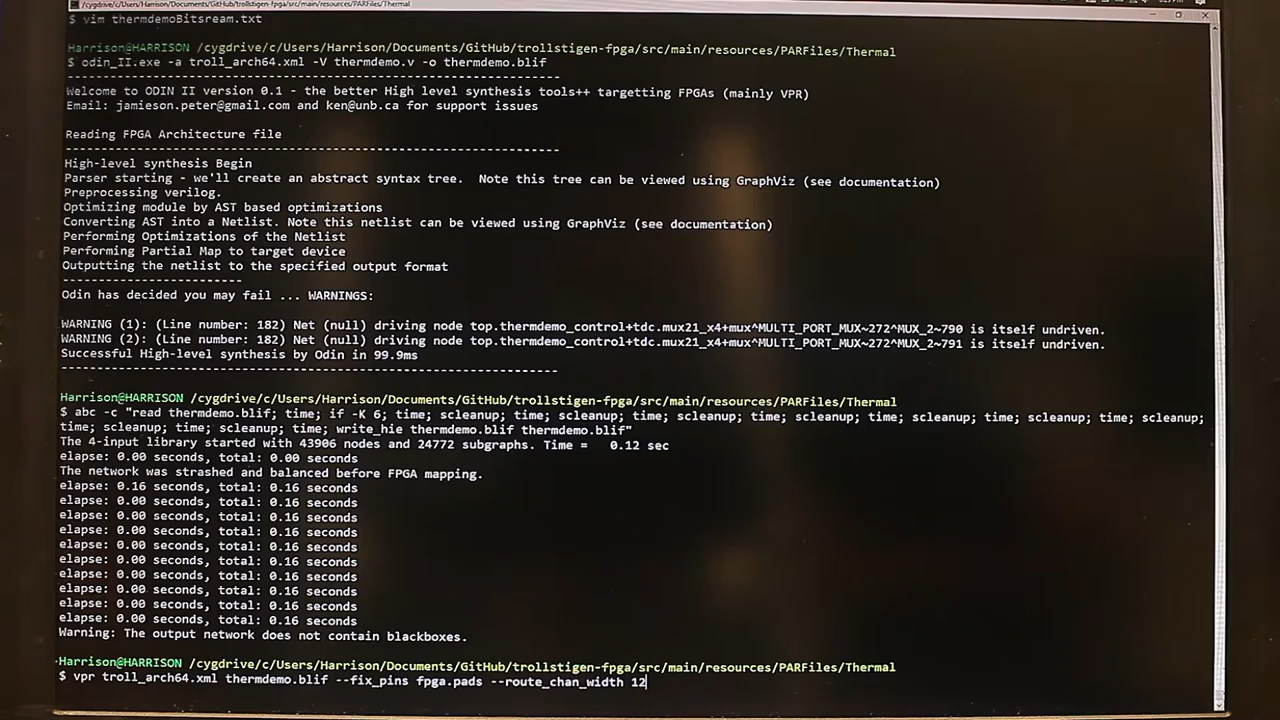 /cygdrive/c/Users/Harrison/Documents/GitHub/trollstigen-fpga/src/main/resources/PARFiles/Thermal
$ vim thermdemoBitsream.txt
Harrison@HARRISON /cygdrive/c/Users/Harrison/Documents/GitHub/trollstigen-fpga/src/main/resources/PARFiles/Thermal
$ odin_II.exe -a troll_arch64.xml -V thermdemo.v -o thermdemo.blif
--------------------------------------------------------------------
Welcome to ODIN II version 0.1 - the better High level synthesis tools++ targetting FPGAs (mainly VPR)
Email: jamieson.peter@gmail.com and ken@unb.ca for support issues
Reading FPGA Architecture file
--------------------------------------------------------------------
High-level synthesis Begin
Parser starting - we'll create an abstract syntax tree.  Note this tree can be viewed using GraphViz (see documentation)
Preprocessing verilog.
Optimizing module by AST based optimizations
Converting AST into a Netlist. Note this netlist can be viewed using GraphViz (see documentation)
Performing Optimizations of the Netlist
Performing Partial Map to target device
Outputting the netlist to the specified output format
-------------------------
Odin has decided you may fail ... WARNINGS:
WARNING (1): (Line number: 182) Net (null) driving node top.thermdemo_control+tdc.mux21_x4+mux^MULTI_PORT_MUX~272^MUX_2~790 is itself undriven.
WARNING (2): (Line number: 182) Net (null) driving node top.thermdemo_control+tdc.mux21_x4+mux^MULTI_PORT_MUX~272^MUX_2~791 is itself undriven.
Successful High-level synthesis by Odin in 99.9ms
--------------------------------------------------------------------
Harrison@HARRISON /cygdrive/c/Users/Harrison/Documents/GitHub/trollstigen-fpga/src/main/resources/PARFiles/Thermal
$ abc -c "read thermdemo.blif; time; if -K 6; time; scleanup; time; scleanup; time; scleanup; time; scleanup; time; scleanup; time; scleanup;
time; scleanup; time; scleanup; time; write_hie thermdemo.blif thermdemo.blif"
The 4-input library started with 43906 nodes and 24772 subgraphs. Time =   0.12 sec
elapse: 0.00 seconds, total: 0.00 seconds
The network was strashed and balanced before FPGA mapping.
elapse: 0.16 seconds, total: 0.16 seconds
elapse: 0.00 seconds, total: 0.16 seconds
elapse: 0.00 seconds, total: 0.16 seconds
elapse: 0.00 seconds, total: 0.16 seconds
elapse: 0.00 seconds, total: 0.16 seconds
elapse: 0.00 seconds, total: 0.16 seconds
elapse: 0.00 seconds, total: 0.16 seconds
elapse: 0.00 seconds, total: 0.16 seconds
elapse: 0.00 seconds, total: 0.16 seconds
elapse: 0.00 seconds, total: 0.16 seconds
Warning: The output network does not contain blackboxes.
Harrison@HARRISON /cygdrive/c/Users/Harrison/Documents/GitHub/trollstigen-fpga/src/main/resources/PARFiles/Thermal
$ vpr troll_arch64.xml thermdemo.blif --fix_pins fpga.pads --route_chan_width 12